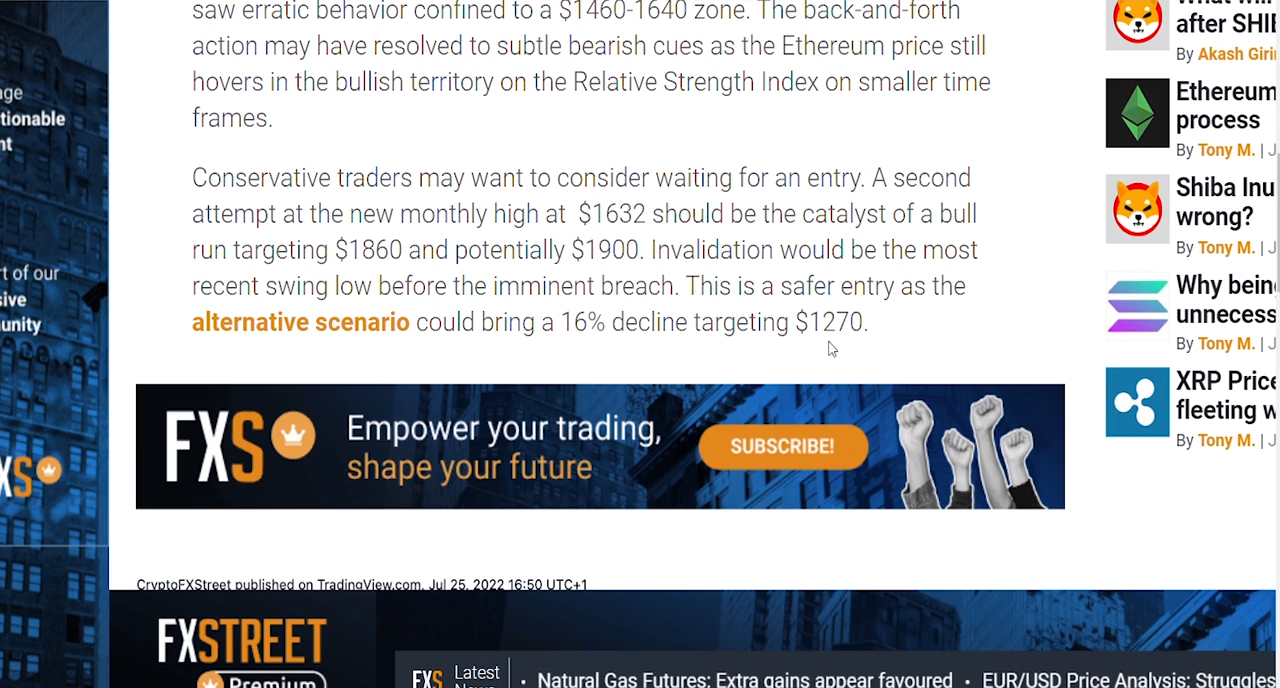 saw erratic behavior confined to a $1460-1640 zone. The back-and-forth
action may have resolved to subtle bearish cues as the Ethereum price still
hovers in the bullish territory on the Relative Strength Index on smaller time
frames.
Conservative traders may want to consider waiting for an entry. A second
attempt at the new monthly high at $1632 should be the catalyst of a bull
run targeting $1860 and potentially $1900. Invalidation would be the most
recent swing low before the imminent breach. This is a safer entry as the
alternative scenario could bring a 16% decline targeting $1270.
FXS
Empower your trading,
shape your future
SUBSCRIBE!
CryptoFXStreet published on TradingView.com, Jul 25, 2022 16:50 UTC+1
FXSTREET
Premium
FXS
Latest
Natural Gas Futures: Extra gains appear favoured • EUR/USD Price Analysis: Struggles
after SHI
By Akash Giri
Ethereum
process
By Tony M. | J
Shiba Inu
wrong?
By Tony M. | J
Why bein
unnecess
By Tony M. | J
XRP Price
fleeting w
By Tony M. | J
age
tionable
nt
rt of our
sive
unity
XS